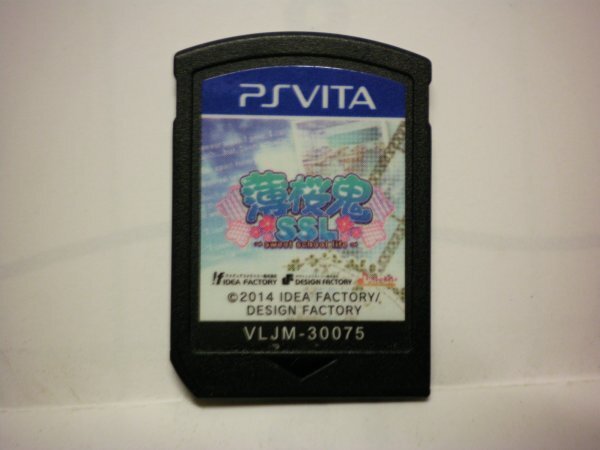 PSVITA
薄桜鬼
SSL
～sweet school life～
IDEA FACTORY
DESIGN FACTORY
©2014 IDEA FACTORY/
DESIGN FACTORY
VLJM-30075